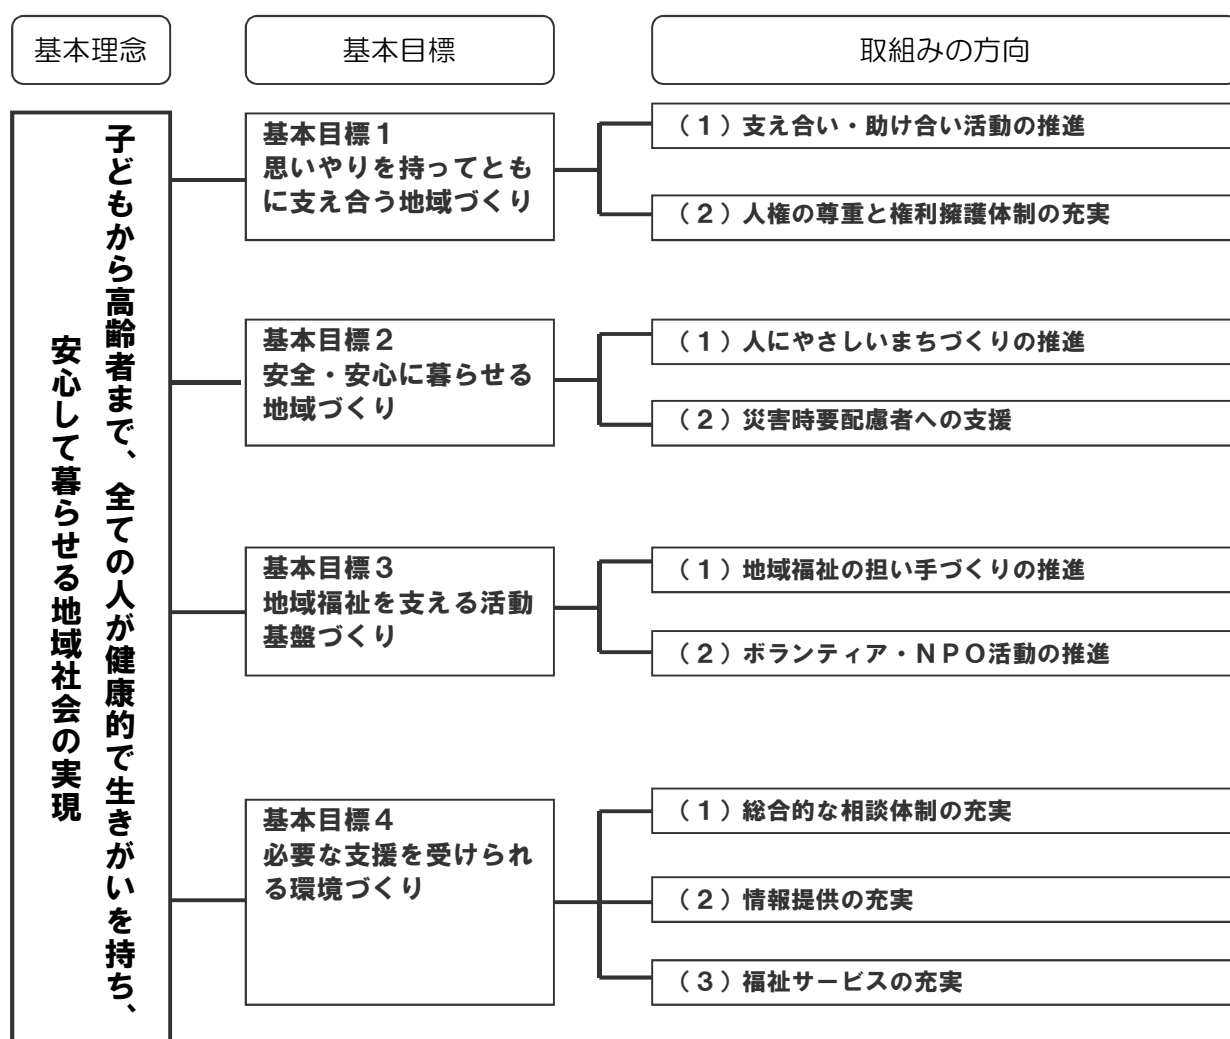 基本理念
基本目標
取組みの方向
子どもから高齢者まで、全ての人が健康的で生きがいを持ち、
安心して暮らせる地域社会の実現
基本目標１
思いやりを持ってとも
に支え合う地域づくり
（１）支え合い・助け合い活動の推進
（２）人権の尊重と権利擁護体制の充実
基本目標２
安全・安心に暮らせる
地域づくり
（１）人にやさしいまちづくりの推進
（２）災害時要配慮者への支援
基本目標３
地域福祉を支える活動
基盤づくり
（１）地域福祉の担い手づくりの推進
（２）ボランティア・ＮＰＯ活動の推進
基本目標４
必要な支援を受けられ
る環境づくり
（１）総合的な相談体制の充実
（２）情報提供の充実
（３）福祉サービスの充実